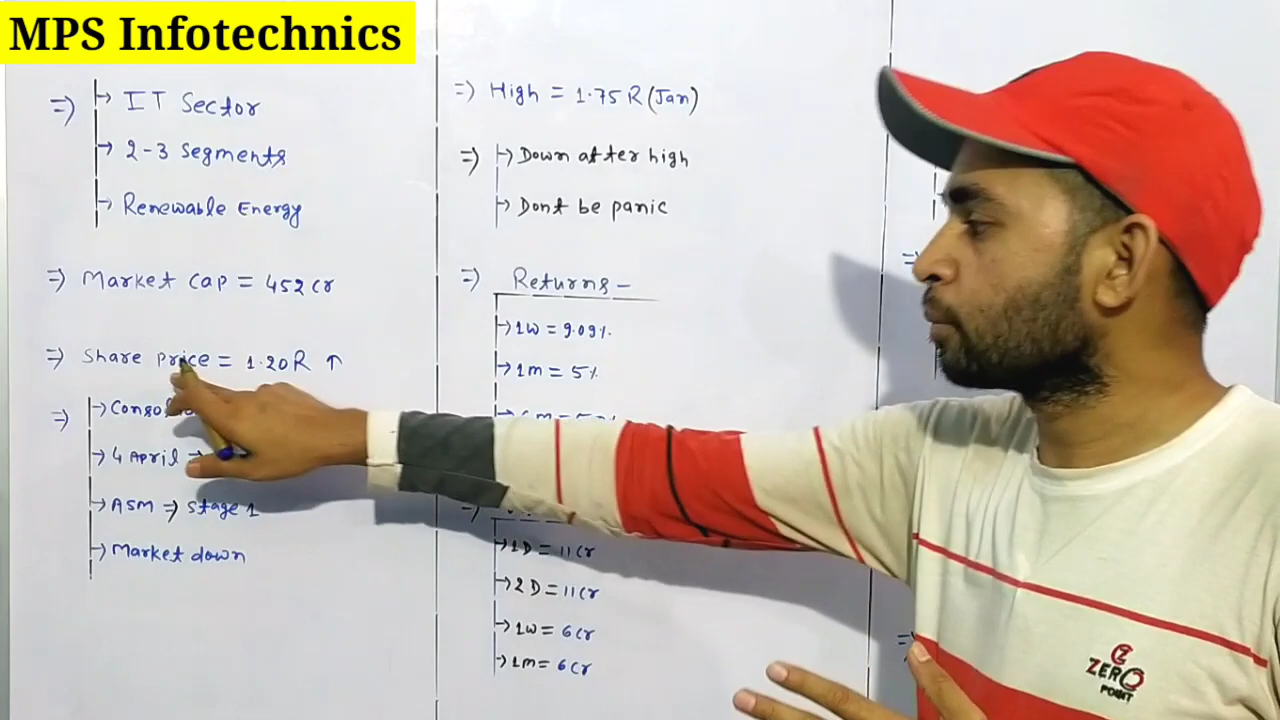 MPS Infotechnics
=> → IT Sector
→ 2-3 Segments
→ Renewable Energy
=> Market Cap = 452 cr
=> Share price = 1.20 R ↑
=>
→ 4 April →
→ ASM => Stage 1
→ Market down
=> High = 1.75 R (Jan)
=> → Down after high
→ Dont be panic
=> Returns -
→ 1W = 9.09%
→ 1m = 5%
→ 1D = 11 Cr
→ 2D = 11 Cr
→ 1W = 6 Cr
→ 1m = 6 Cr
=>
=>
ZERO
POINT